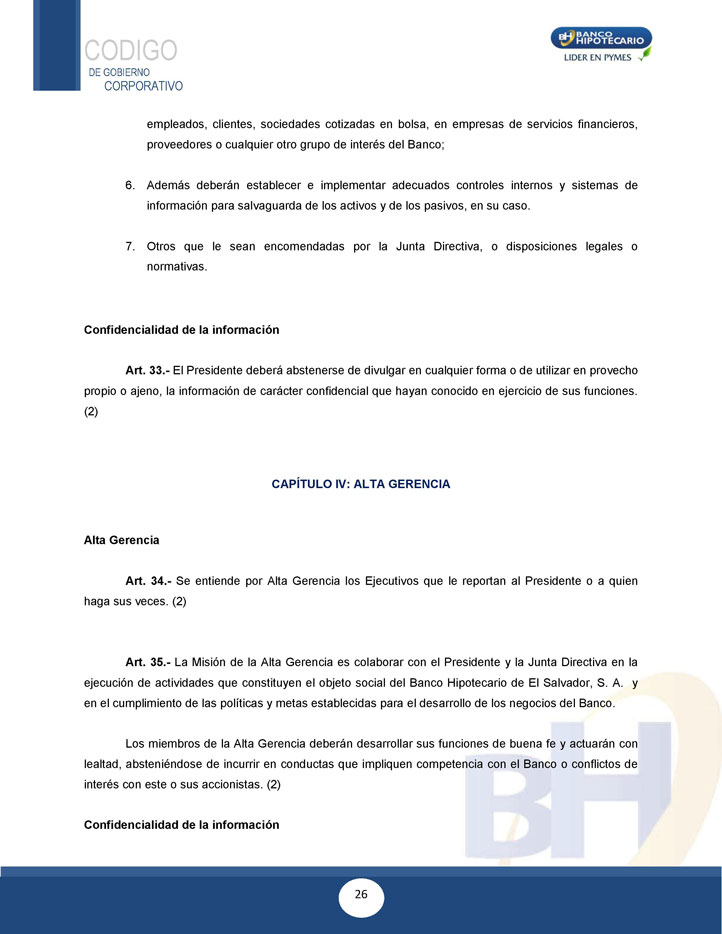 CODIGO
DE GOBIERNO
CORPORATIVO
BH BANCO
HIPOTECARIO
LIDER EN PYMES
empleados, clientes, sociedades cotizadas en bolsa, en empresas de servicios financieros,
proveedores o cualquier otro grupo de interés del Banco;
6. Además deberán establecer e implementar adecuados controles internos y sistemas de
información para salvaguarda de los activos y de los pasivos, en su caso.
7. Otros que le sean encomendadas por la Junta Directiva, o disposiciones legales o
normativas.
Confidencialidad de la información
Art. 33.- El Presidente deberá abstenerse de divulgar en cualquier forma o de utilizar en provecho
propio o ajeno, la información de carácter confidencial que hayan conocido en ejercicio de sus funciones.
(2)
CAPÍTULO IV: ALTA GERENCIA
Alta Gerencia
Art. 34.- Se entiende por Alta Gerencia los Ejecutivos que le reportan al Presidente o a quien
haga sus veces. (2)
Art. 35.- La Misión de la Alta Gerencia es colaborar con el Presidente y la Junta Directiva en la
ejecución de actividades que constituyen el objeto social del Banco Hipotecario de El Salvador, S. A. y
en el cumplimiento de las políticas y metas establecidas para el desarrollo de los negocios del Banco.
Los miembros de la Alta Gerencia deberán desarrollar sus funciones de buena fe y actuarán con
lealtad, absteniéndose de incurrir en conductas que impliquen competencia con el Banco o conflictos de
interés con este o sus accionistas. (2)
Confidencialidad de la información
BH
26